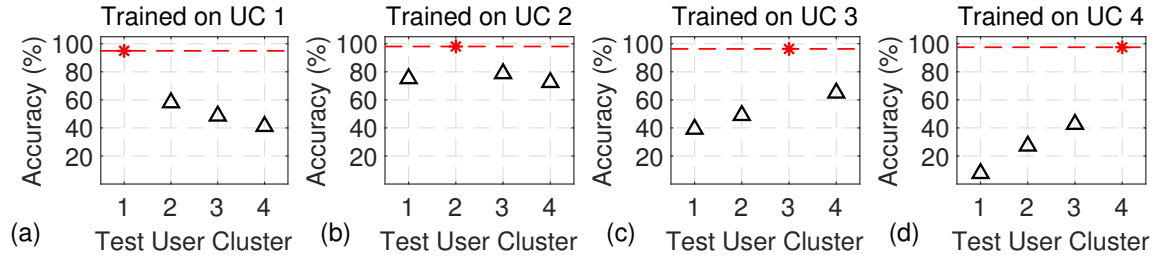 Trained on UC 1
100
80
60
40
20
Accuracy (%)
1 2 3 4
(a)
Test User Cluster
Trained on UC 2
100
80
60
40
20
Accuracy (%)
1 2 3 4
(b)
Test User Cluster
Trained on UC 3
100
80
60
40
20
Accuracy (%)
1 2 3 4
(c)
Test User Cluster
Trained on UC 4
100
80
60
40
20
Accuracy (%)
1 2 3 4
(d)
Test User Cluster